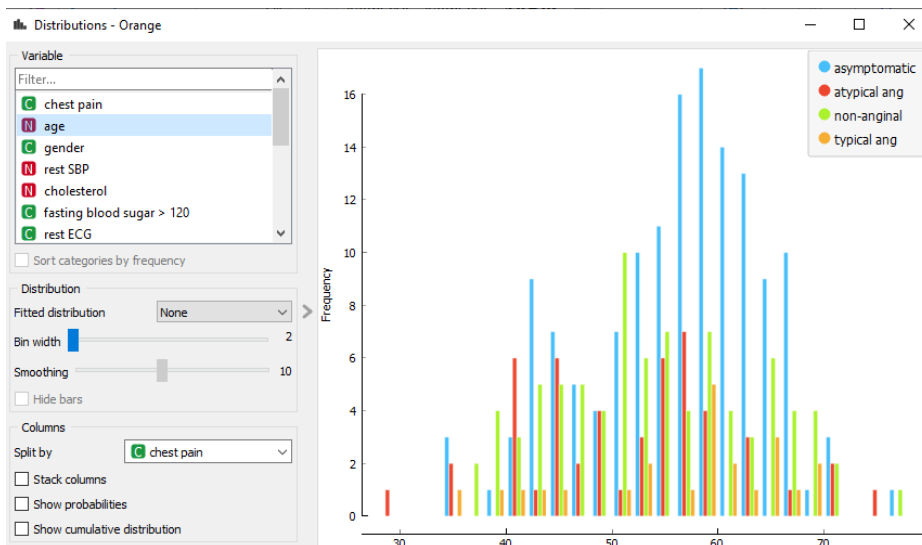 Distributions - Orange
Variable
Filter...
C chest pain
N age
C gender
N rest SBP
N cholesterol
C fasting blood sugar > 120
C rest ECG
Sort categories by frequency
Distribution
Fitted distribution None
Bin width 2
Smoothing 10
Hide bars
Columns
Split by C chest pain
Stack columns
Show probabilities
Show cumulative distribution
asymptomatic
atypical ang
non-anginal
typical ang
Frequency
16
14
12
10
8
6
4
2
0
30 40 50 60 70